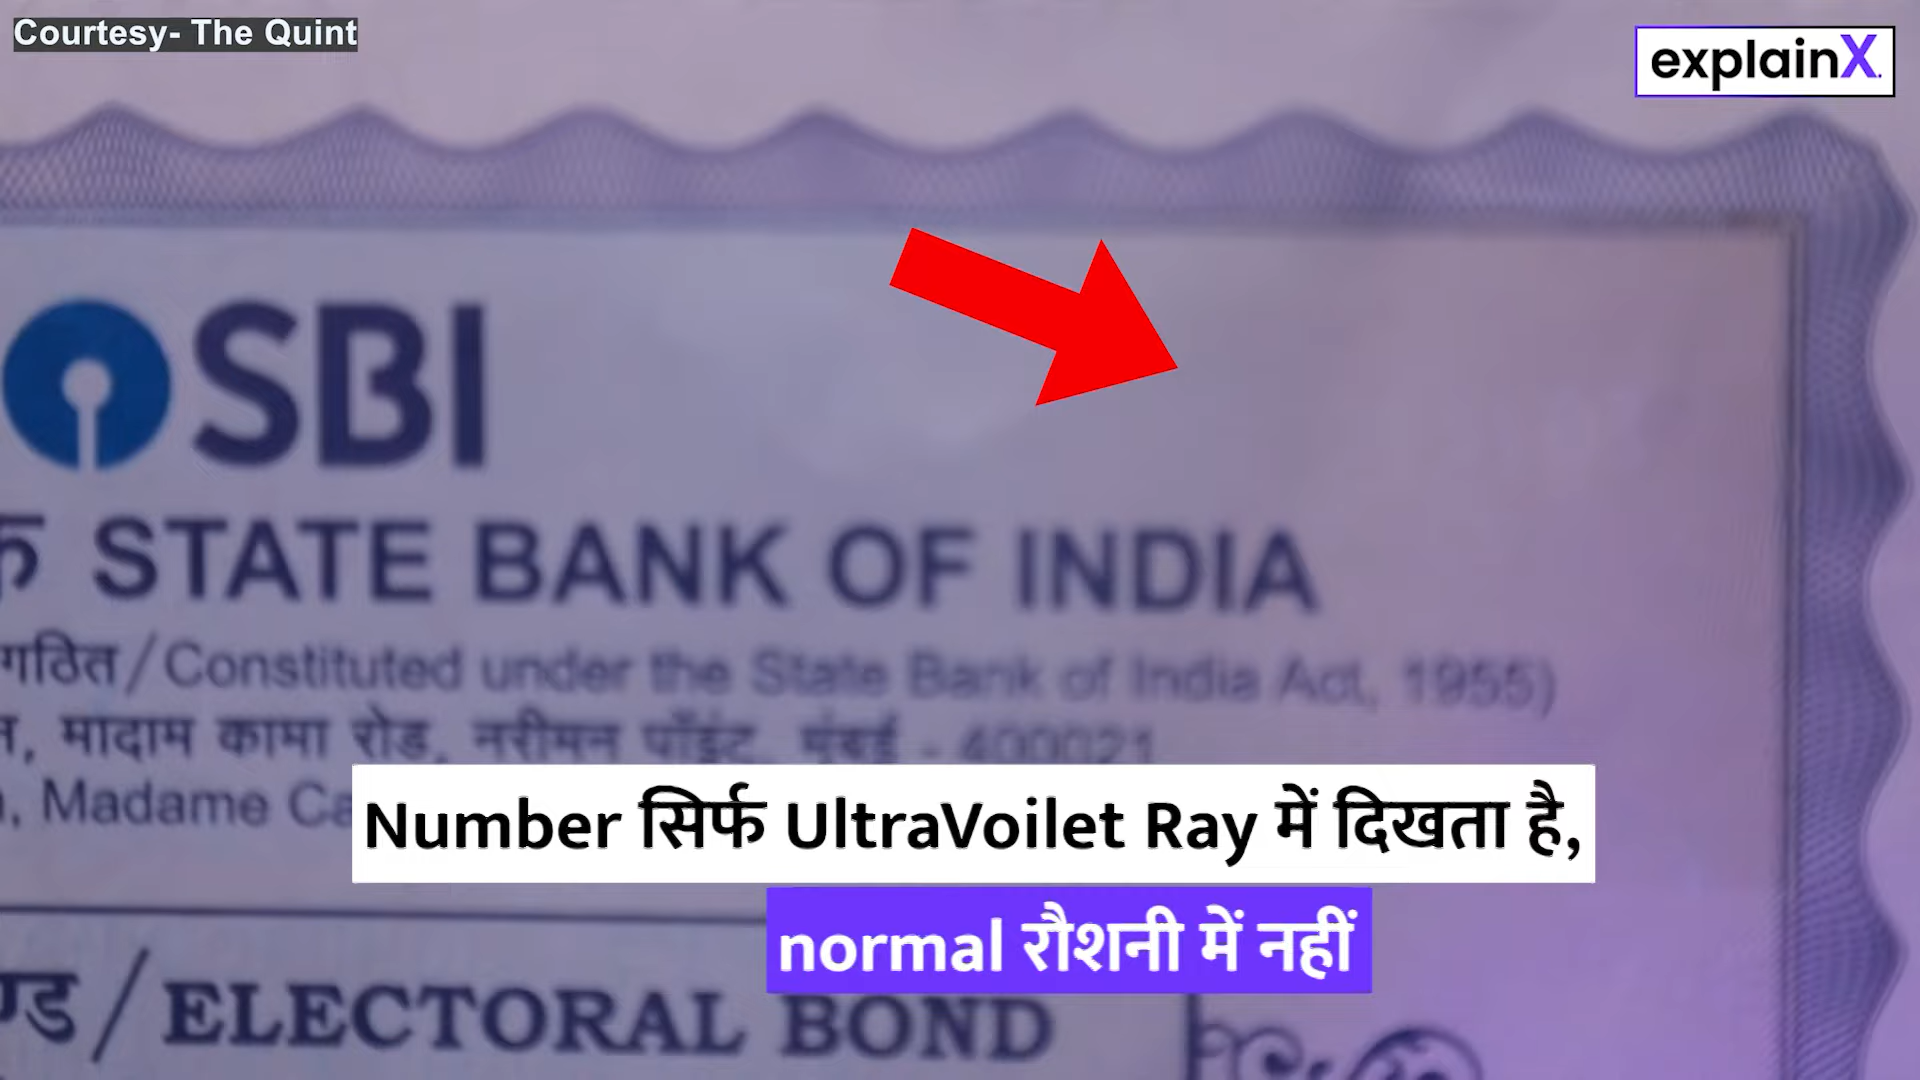 Courtesy- The Quint
explainX.
SBI
STATE BANK OF INDIA
गठित/Constituted under the State Bank of India Act, 1955)
मादाम कामा रोड, नरीमन पॉइंट, मुंबई - 400021
Madame
Number सिर्फ UltraVoilet Ray में दिखता है,
normal रौशनी में नहीं
/ ELECTORAL BOND